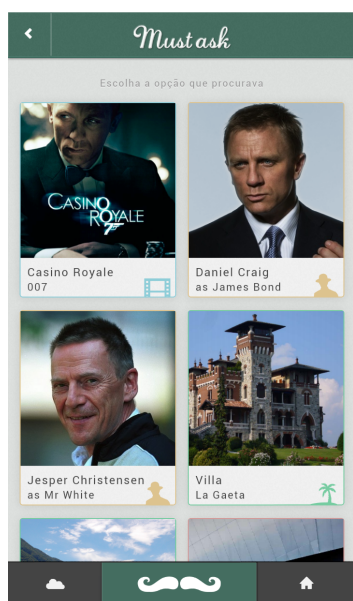 Must ask
Escolha a opção que procurava
CASINO
ROYALE
007
Casino Royale
007
Daniel Craig
as James Bond
Jesper Christensen
as Mr White
Villa
La Gaeta